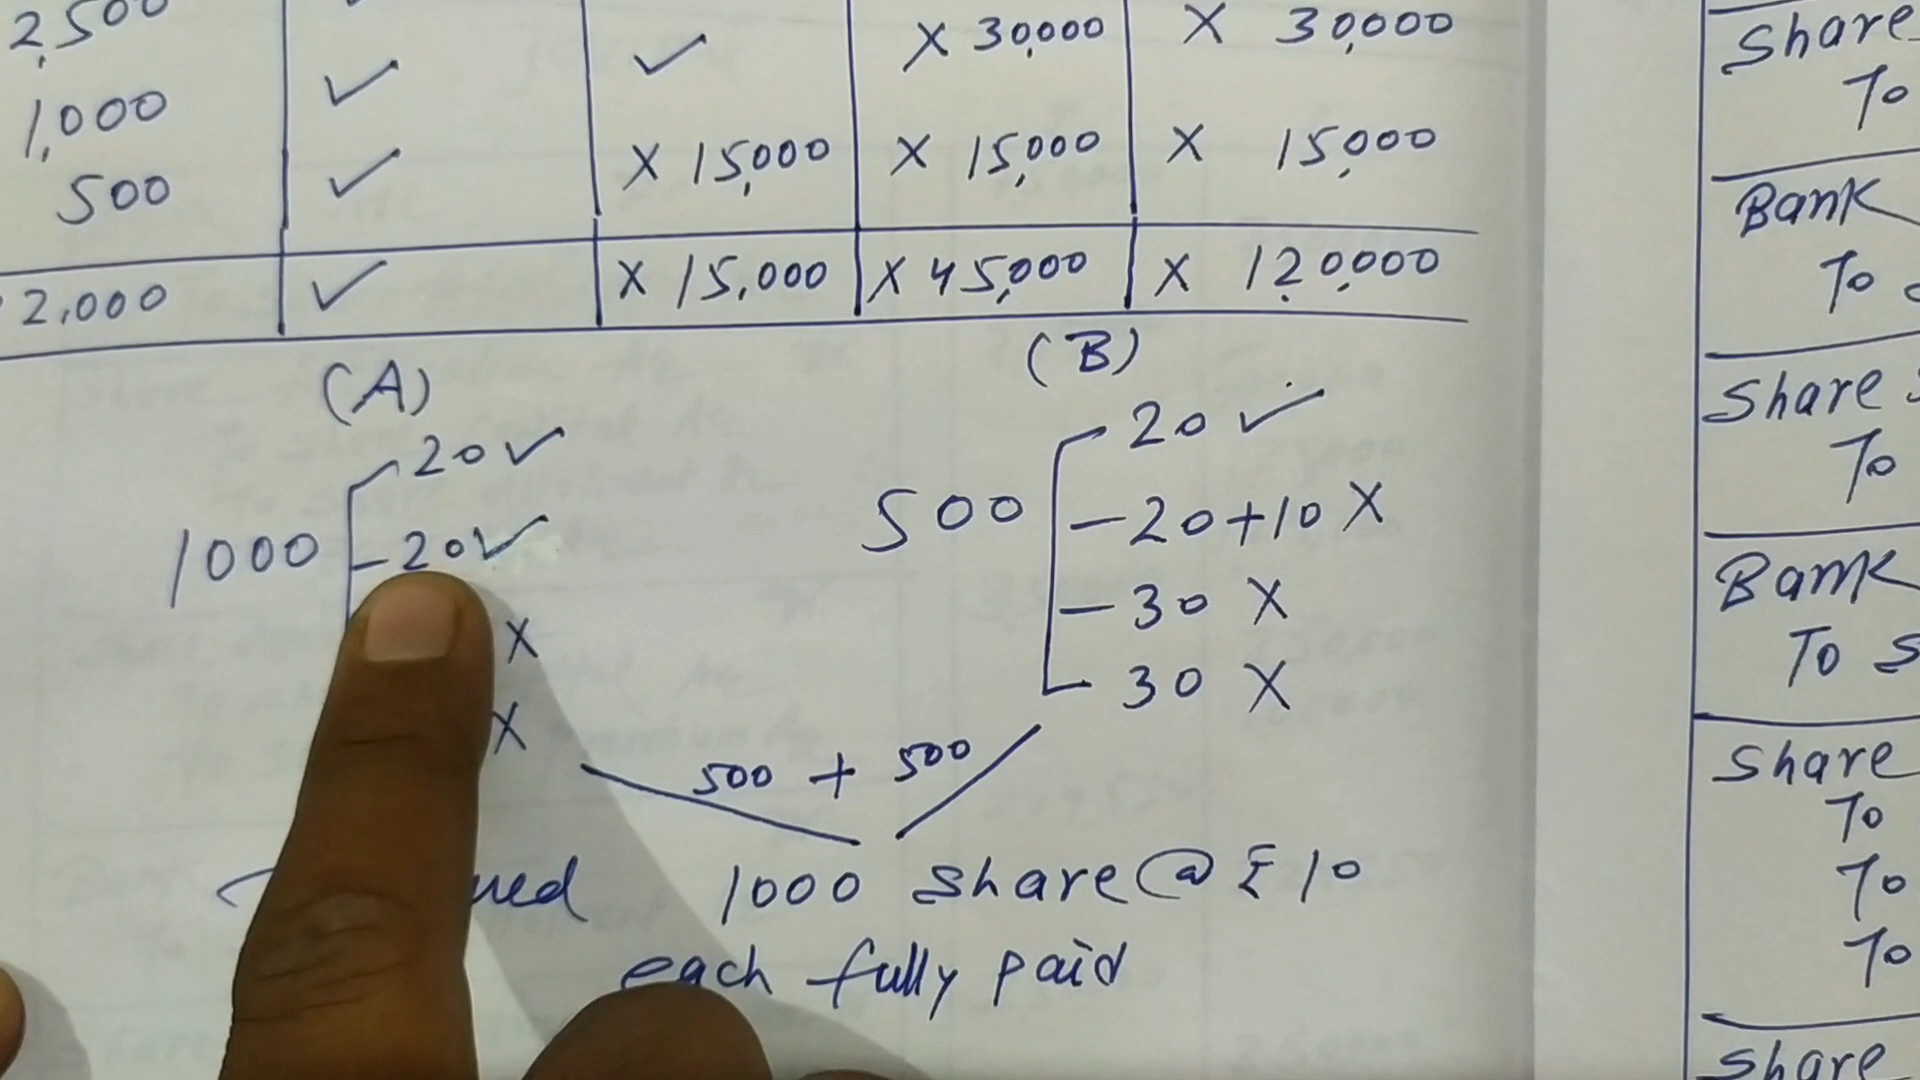 2,500 ✓
1,000 ✓ ✓ X 30,000 X 30,000
500 ✓ X 15,000 X 15,000 X 15,000
2,000 ✓ X 15,000 X 45,000 X 120,000
(A) (B)
20 ✓ 20 ✓
1000 - 20 ✓ 500 - 20+10 X
X - 30 X
X 30 X
500 + 500
1000 share @ ₹ 10
each fully paid
Share
To
Bank
To
Share
To
Bank
To S
Share
To
To
To
Share